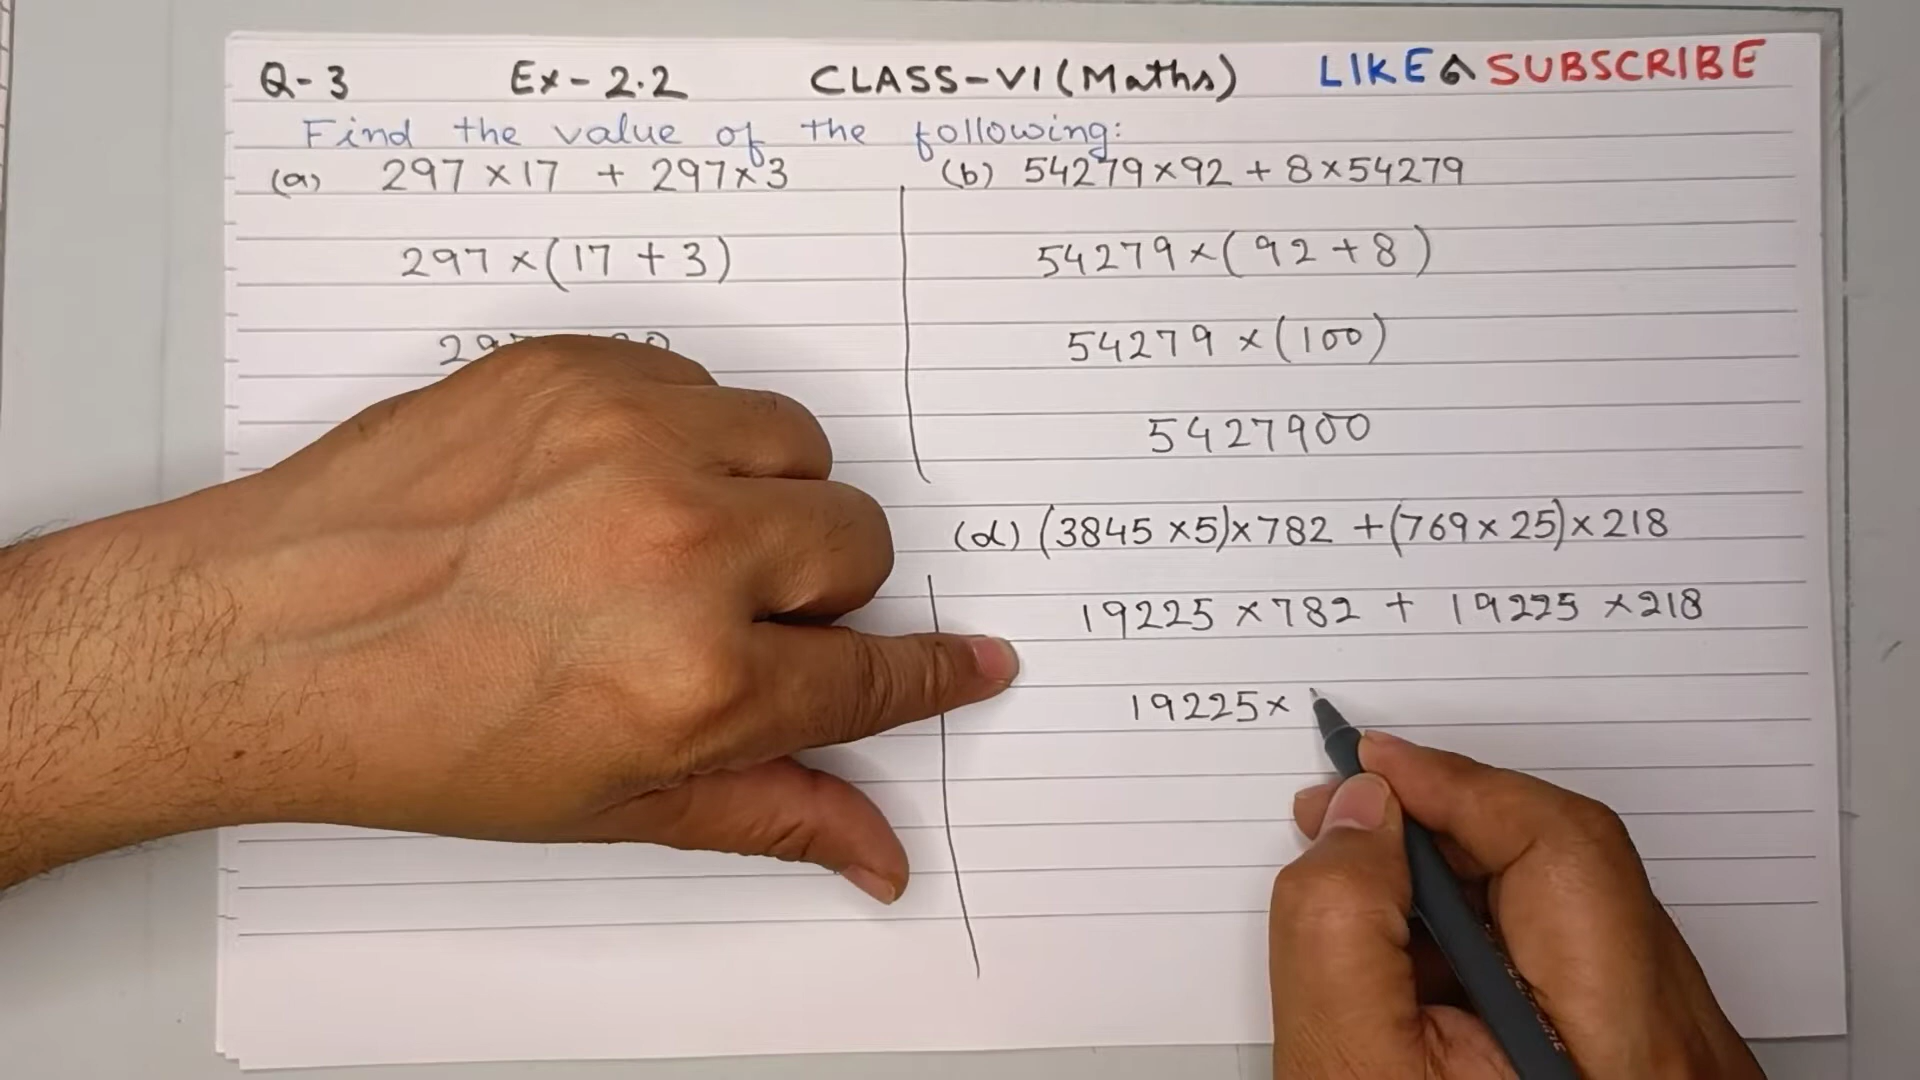 Q-3 Ex-2.2 CLASS-VI (Maths) LIKE & SUBSCRIBE
Find the value of the following:
(a) 297 × 17 + 297 × 3
297 × (17 + 3)
(b) 54279 × 92 + 8 × 54279
54279 × (92 + 8)
54279 × (100)
5427900
(d) (3845 × 5) × 782 + (769 × 25) × 218
19225 × 782 + 19225 × 218
19225 ×